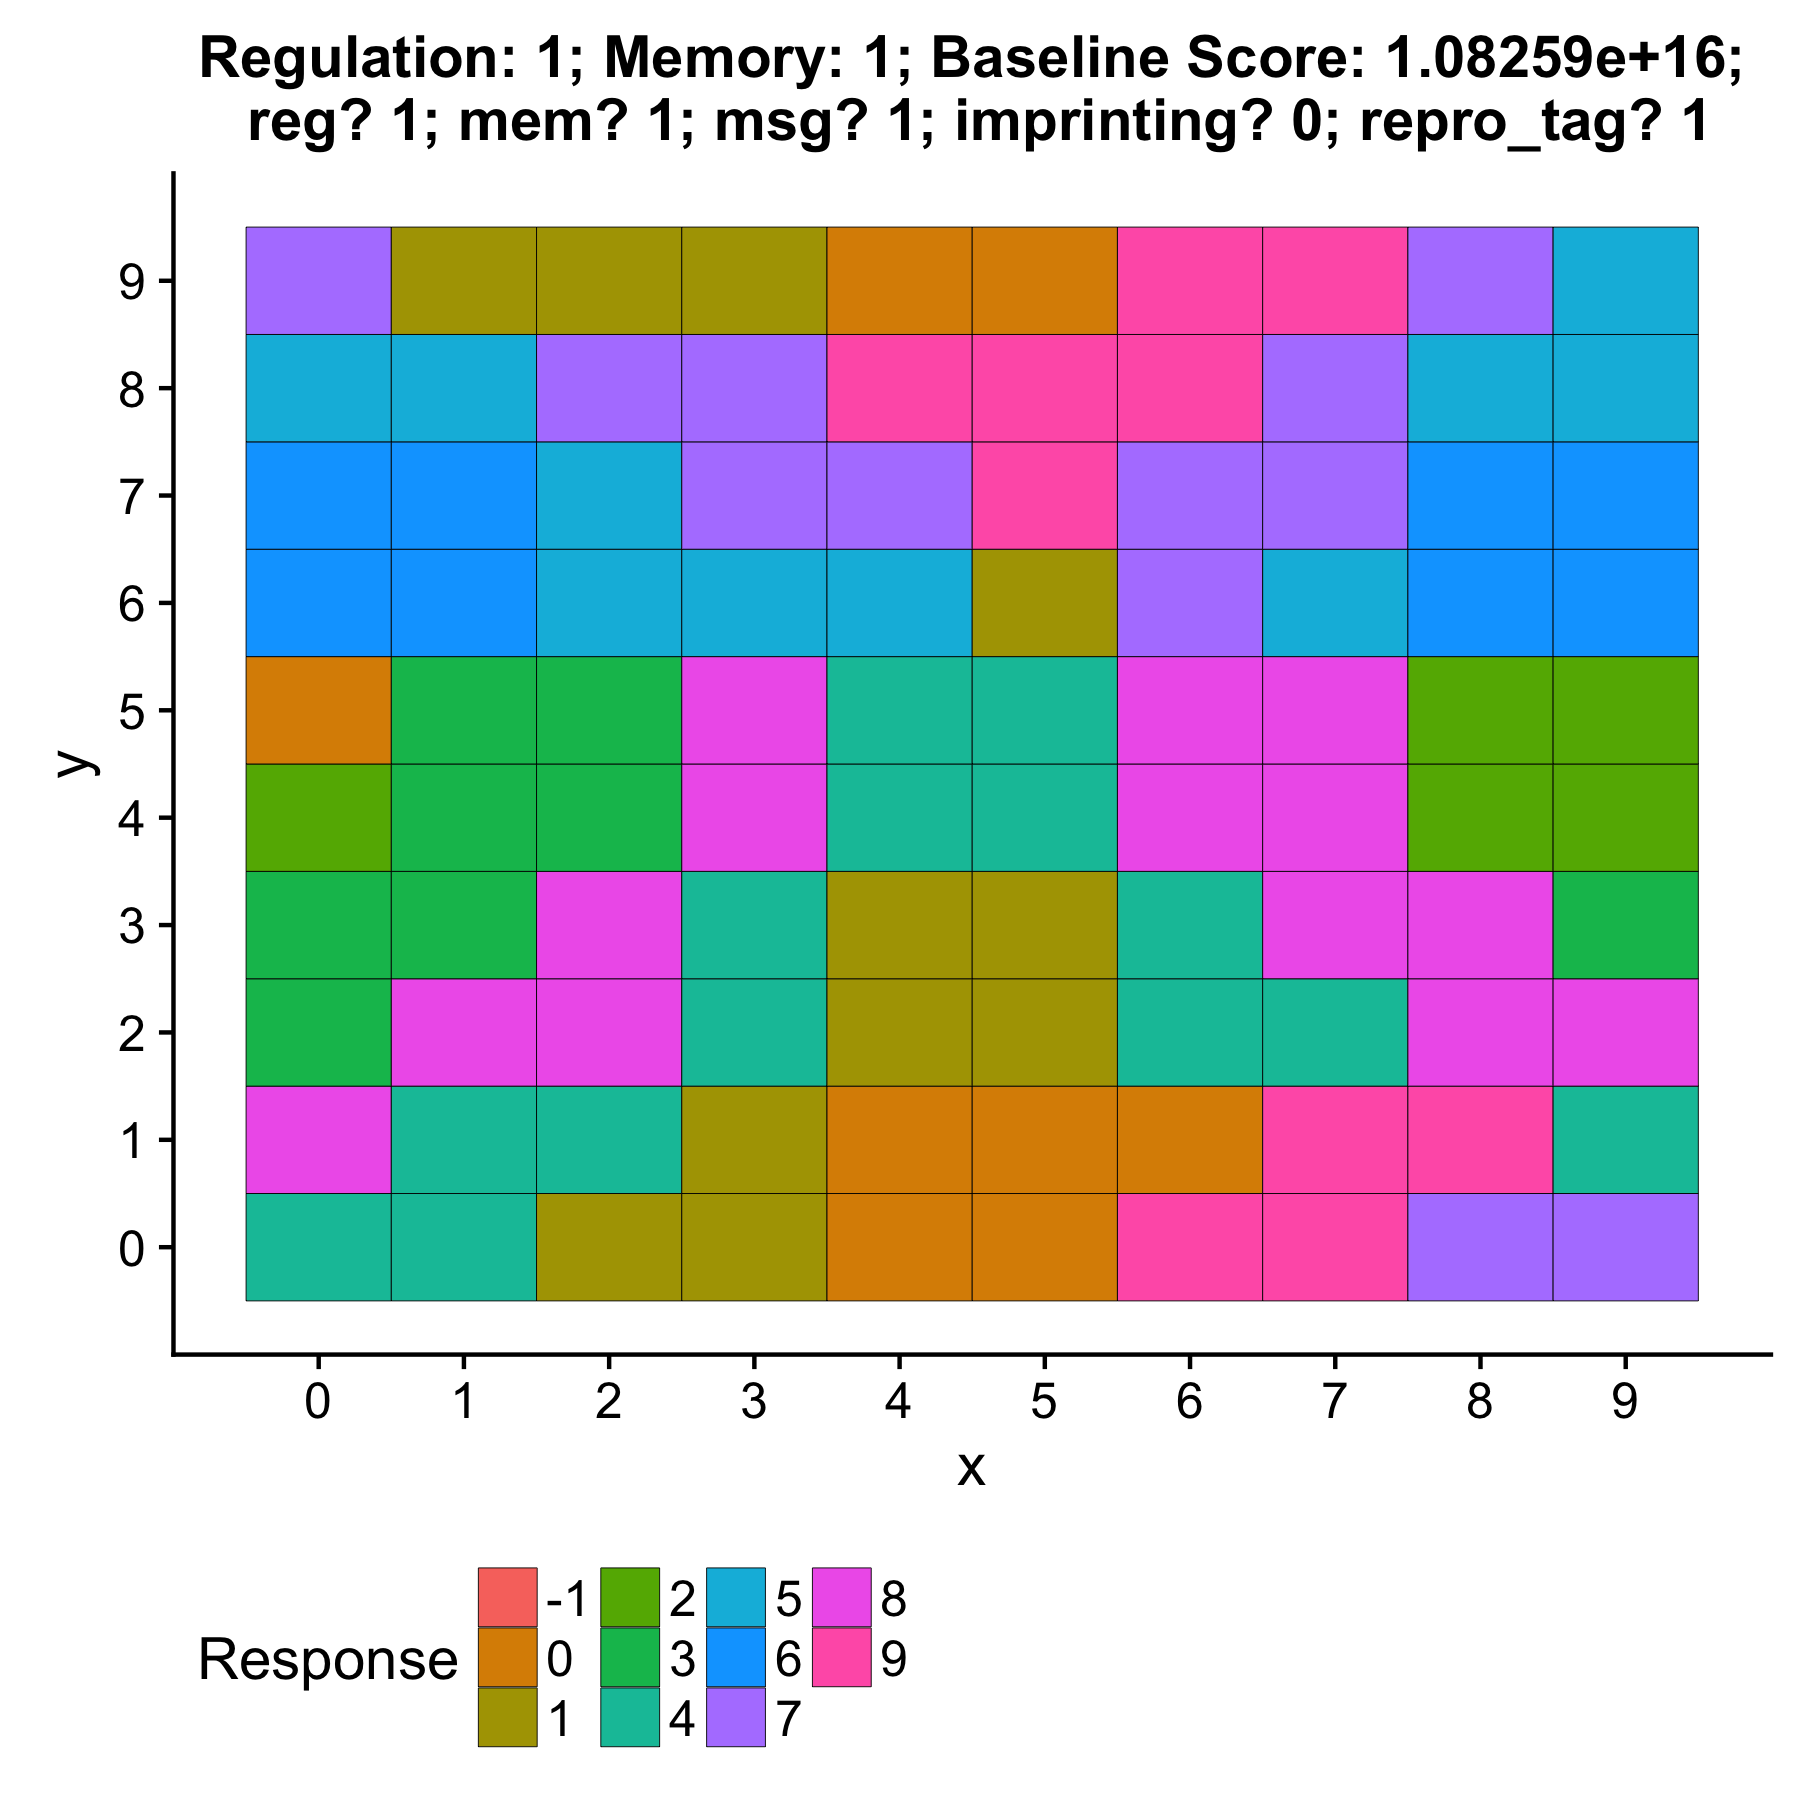 Regulation: 1; Memory: 1; Baseline Score: 1.08259e+16;
reg? 1; mem? 1; msg? 1; imprinting? 0; repro_tag? 1
9
8
7
6
5
4
3
2
1
0
y
0 1 2 3 4 5 6 7 8 9
x
Response
-1 2 5 8
0 3 6 9
1 4 7